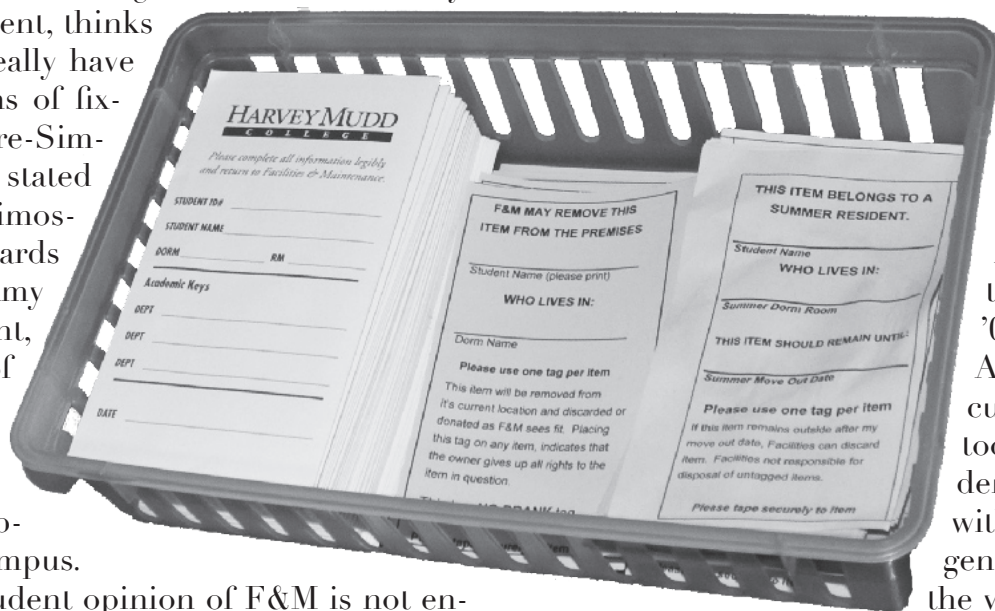 ent, thinks
eally have
ns of fix-
re-Sim-
stated
imos-
ards
my
nt,
of
o-
mpus.
udent opinion of F&M is not en-
HARVEY MUDD
COLLEGE
Please complete all information legibly
and return to Facilities & Maintenance.
STUDENT ID#
STUDENT NAME
DORM RM
Academic Keys
DEPT
DEPT
DEPT
DATE
F&M MAY REMOVE THIS
ITEM FROM THE PREMISES
Student Name (please print)
WHO LIVES IN:
Dorm Name
Please use one tag per item
This item will be removed from
it's current location and discarded or
donated as F&M sees fit. Placing
this tag on any item, indicates that
the owner gives up all rights to the
item in question.
THIS ITEM BELONGS TO A
SUMMER RESIDENT.
Student Name
WHO LIVES IN:
Summer Dorm Room
THIS ITEM SHOULD REMAIN UNTIL:
Summer Move Out Date
Please use one tag per item
If this item remains outside after my
move out date, Facilities can discard
item. Facilities not responsible for
disposal of untagged items.
Please tape securely to item
t
'0
A
cu
too
der
wit
gen
the v